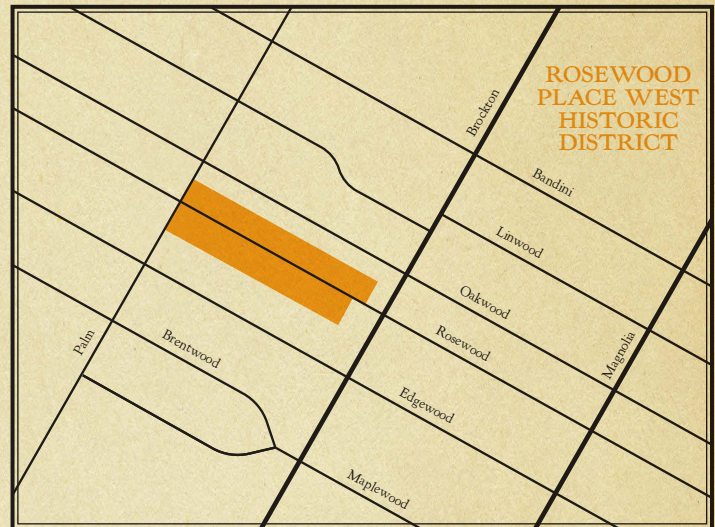 ROSEWOOD
PLACE WEST
HISTORIC
DISTRICT
Brockton
Bandini
Linwood
Oakwood
Rosewood
Magnolia
Palm
Brentwood
Edgewood
Maplewood